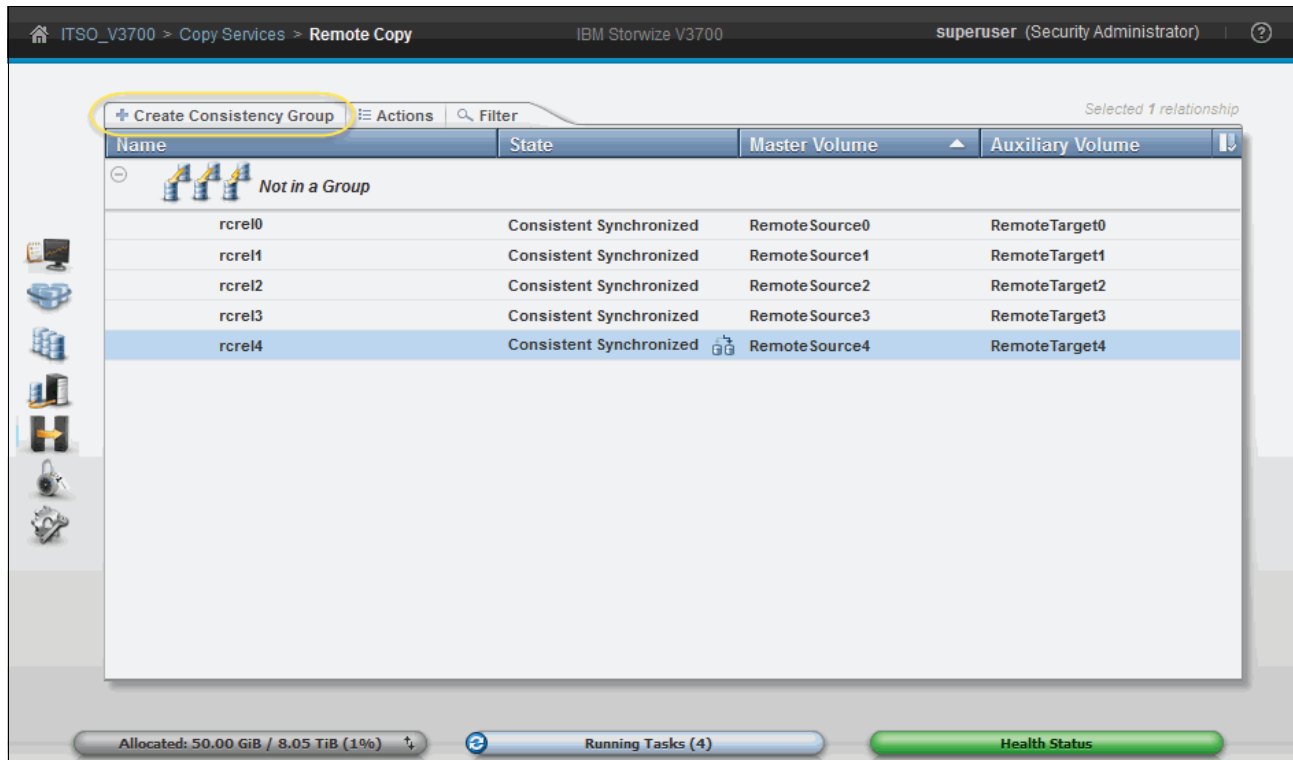 ITSO_V3700 > Copy Services > Remote Copy IBM Storwize V3700 superuser (Security Administrator) | ?
Create Consistency Group Actions Filter Selected 1 relationship
Name State Master Volume Auxiliary Volume
Not in a Group
rcrel0 Consistent Synchronized RemoteSource0 RemoteTarget0
rcrel1 Consistent Synchronized RemoteSource1 RemoteTarget1
rcrel2 Consistent Synchronized RemoteSource2 RemoteTarget2
rcrel3 Consistent Synchronized RemoteSource3 RemoteTarget3
rcrel4 Consistent Synchronized RemoteSource4 RemoteTarget4
Allocated: 50.00 GiB / 8.05 TiB (1%) Running Tasks (4) Health Status